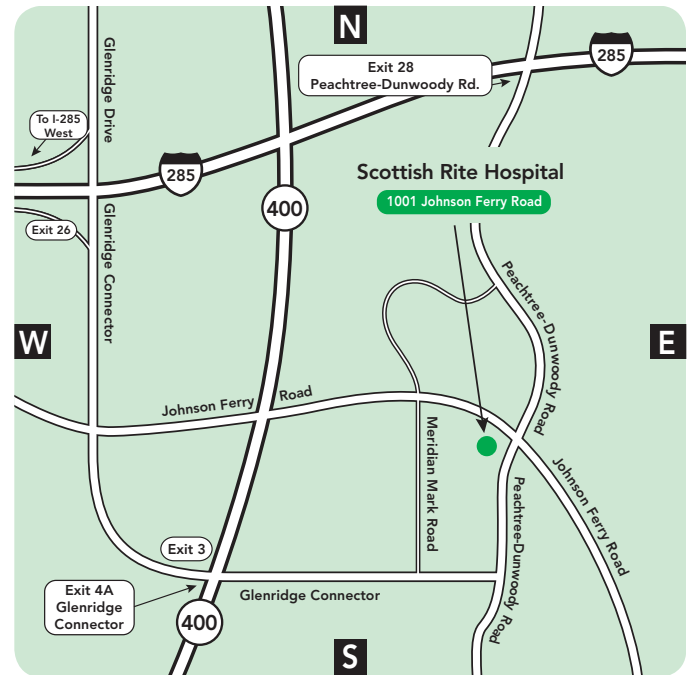 N
Glenridge Drive
285
Exit 28
Peachtree-Dunwoody Rd.
To I-285
West
Scottish Rite Hospital
1001 Johnson Ferry Road
285
400
Exit 26
Glenridge Connector
Peachtree-Dunwoody Road
W
E
Johnson Ferry Road
Meridian Mark Road
Johnson Ferry Road
Peachtree-Dunwoody Road
Exit 3
Exit 4A
Glenridge
Connector
Glenridge Connector
400
S